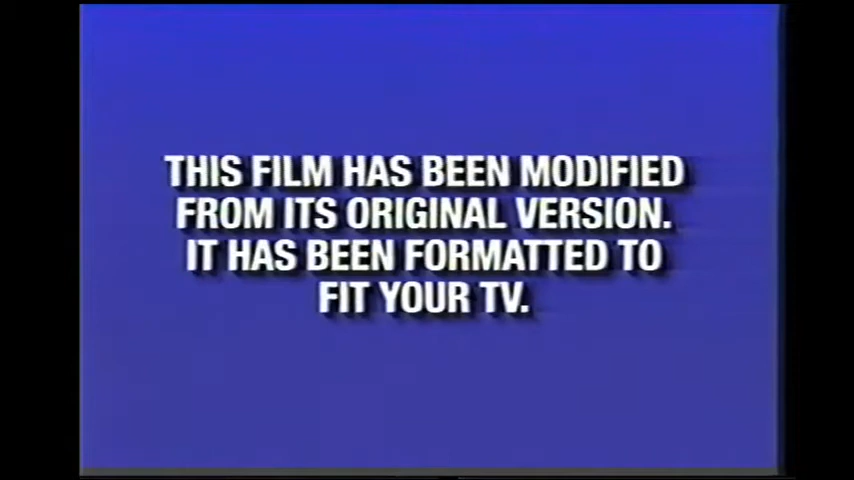 THIS FILM HAS BEEN MODIFIED
FROM ITS ORIGINAL VERSION.
IT HAS BEEN FORMATTED TO
FIT YOUR TV.